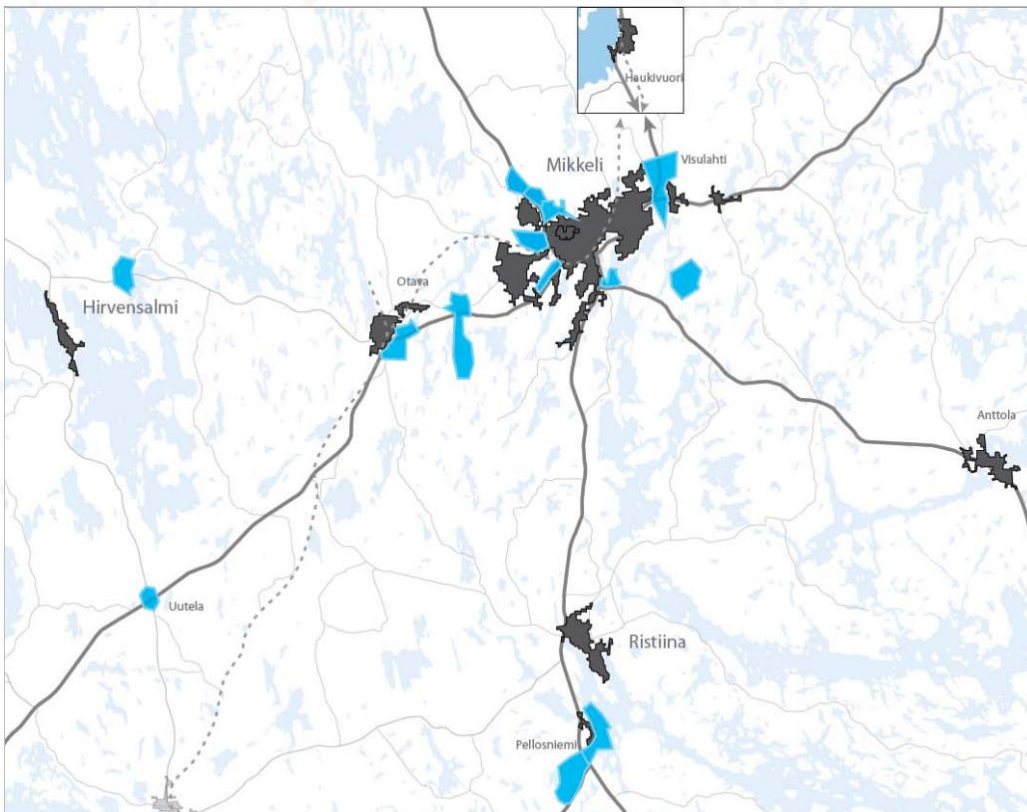 Haukivuori
Mikkeli
Visulahti
Otava
Hirvensalmi
Anttola
Uutela
Ristiina
Pellosniemi